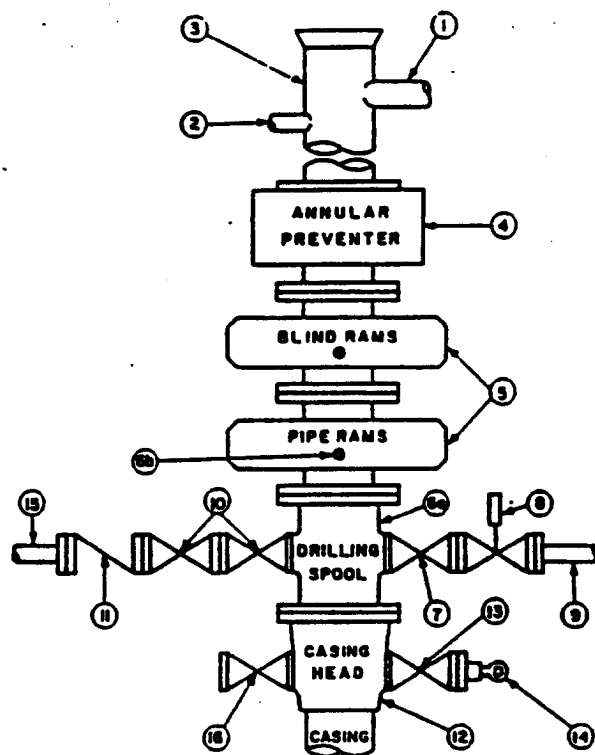 3
1
2
ANNULAR
PREVENTER
4
BLIND RAMS
5
PIPE RAMS
6b
15
10
6a
8
DRILLING
SPOOL
11
7
9
13
CASING
HEAD
16
12
14
CASING